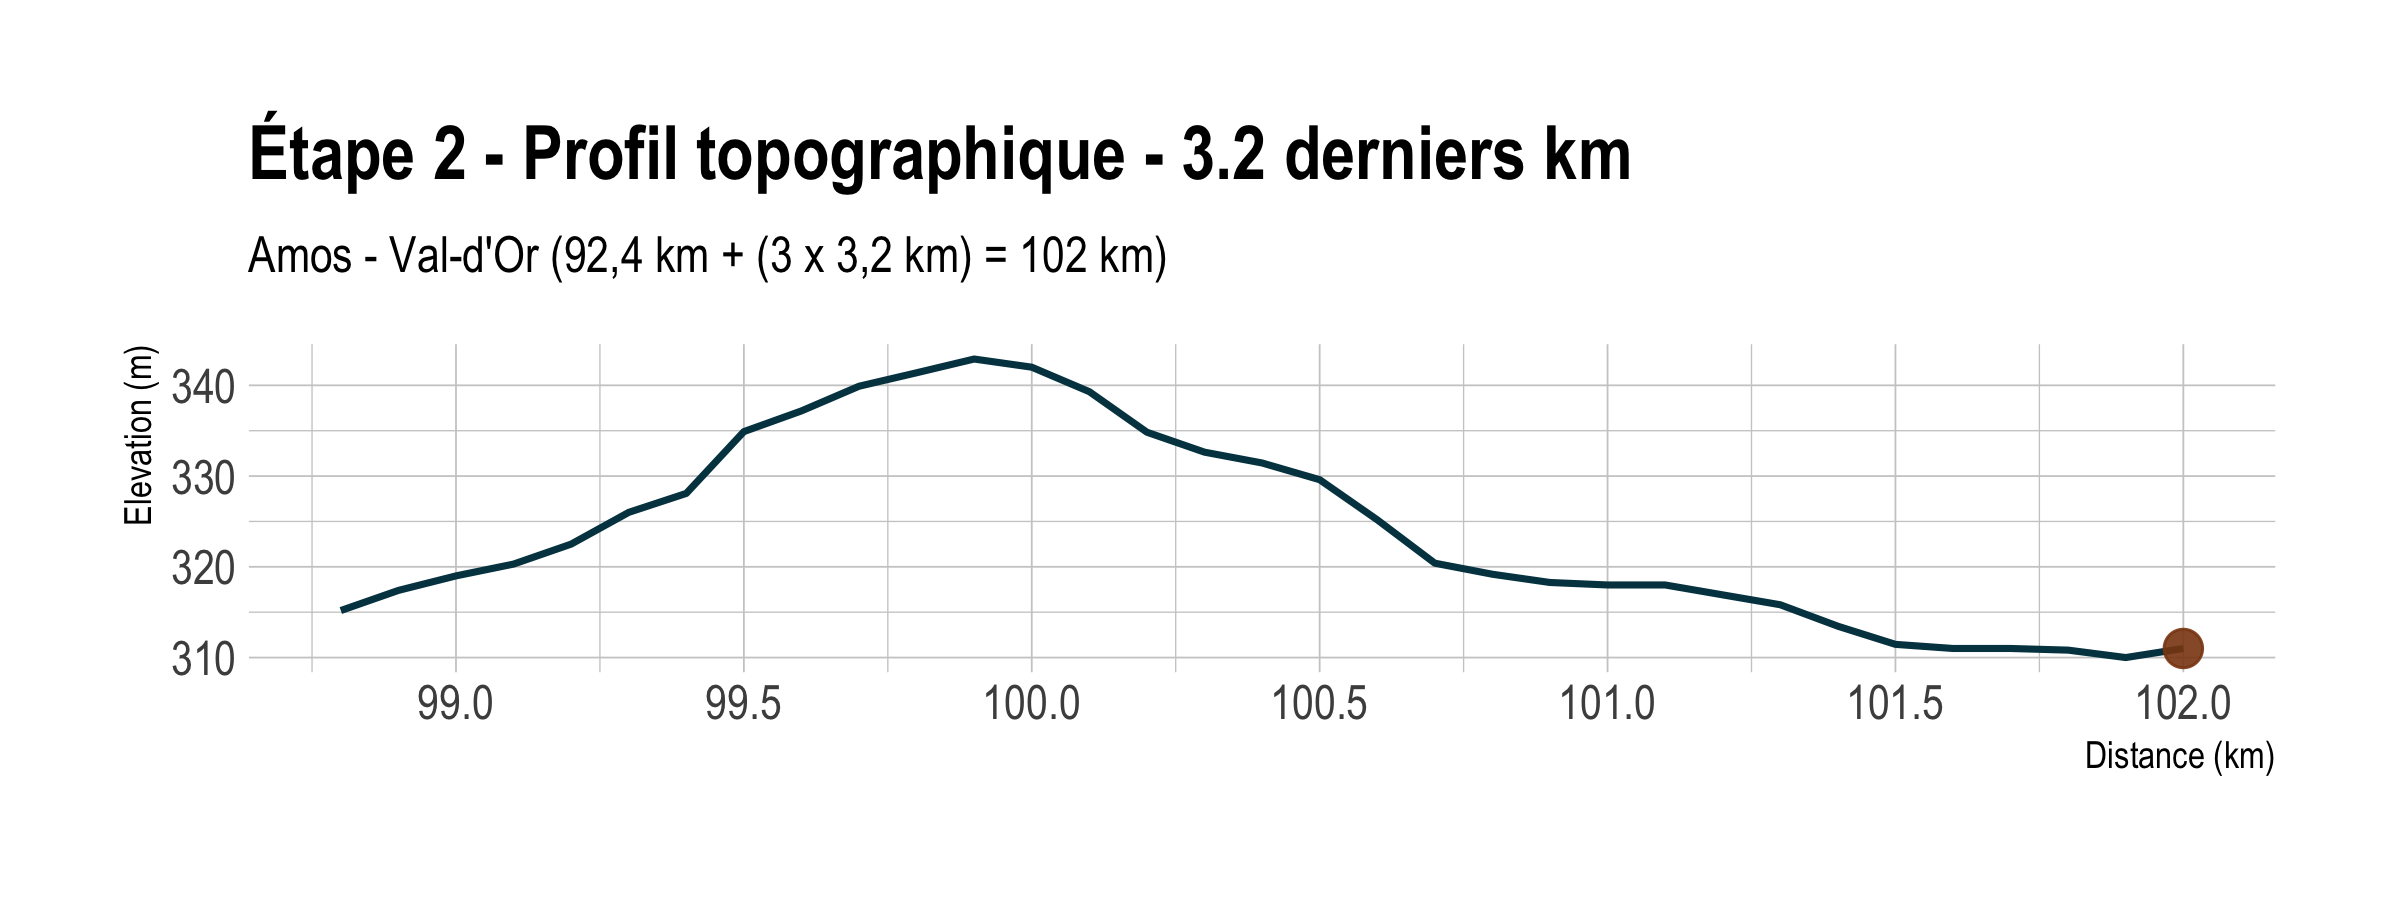 Étape 2 - Profil topographique - 3.2 derniers km
Amos - Val-d'Or (92,4 km + (3 x 3,2 km) = 102 km)
Elevation (m)
340
330
320
310
99.0 99.5 100.0 100.5 101.0 101.5 102.0
Distance (km)